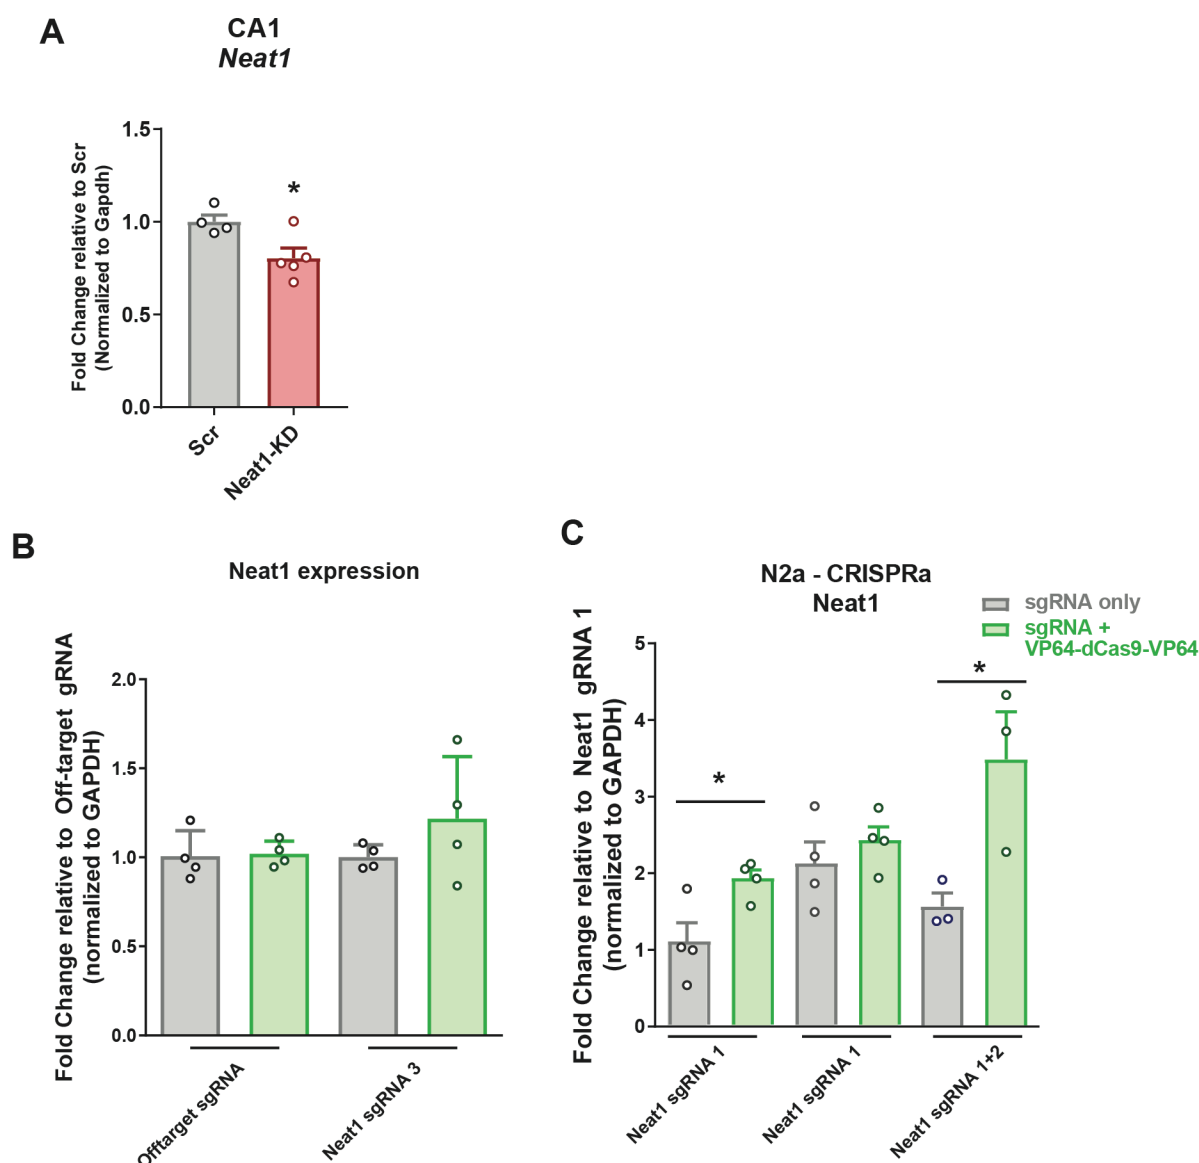 A
CA1
Neat1
Fold Change relative to Scr
(Normalized to Gapdh)
1.5
1.0
0.5
0.0
*
Scr
Neat1-KD
B
Neat1 expression
Fold Change relative to Off-target gRNA
(normalized to GAPDH)
2.0
1.5
1.0
0.5
0.0
Offtarget sgRNA
Neat1 sgRNA 3
C
N2a - CRISPRa
Neat1
sgRNA only
sgRNA +
VP64-dCas9-VP64
Fold Change relative to Neat1 gRNA 1
(normalized to GAPDH)
5
4
3
2
1
0
*
*
Neat1 sgRNA 1
Neat1 sgRNA 1
Neat1 sgRNA 1+2